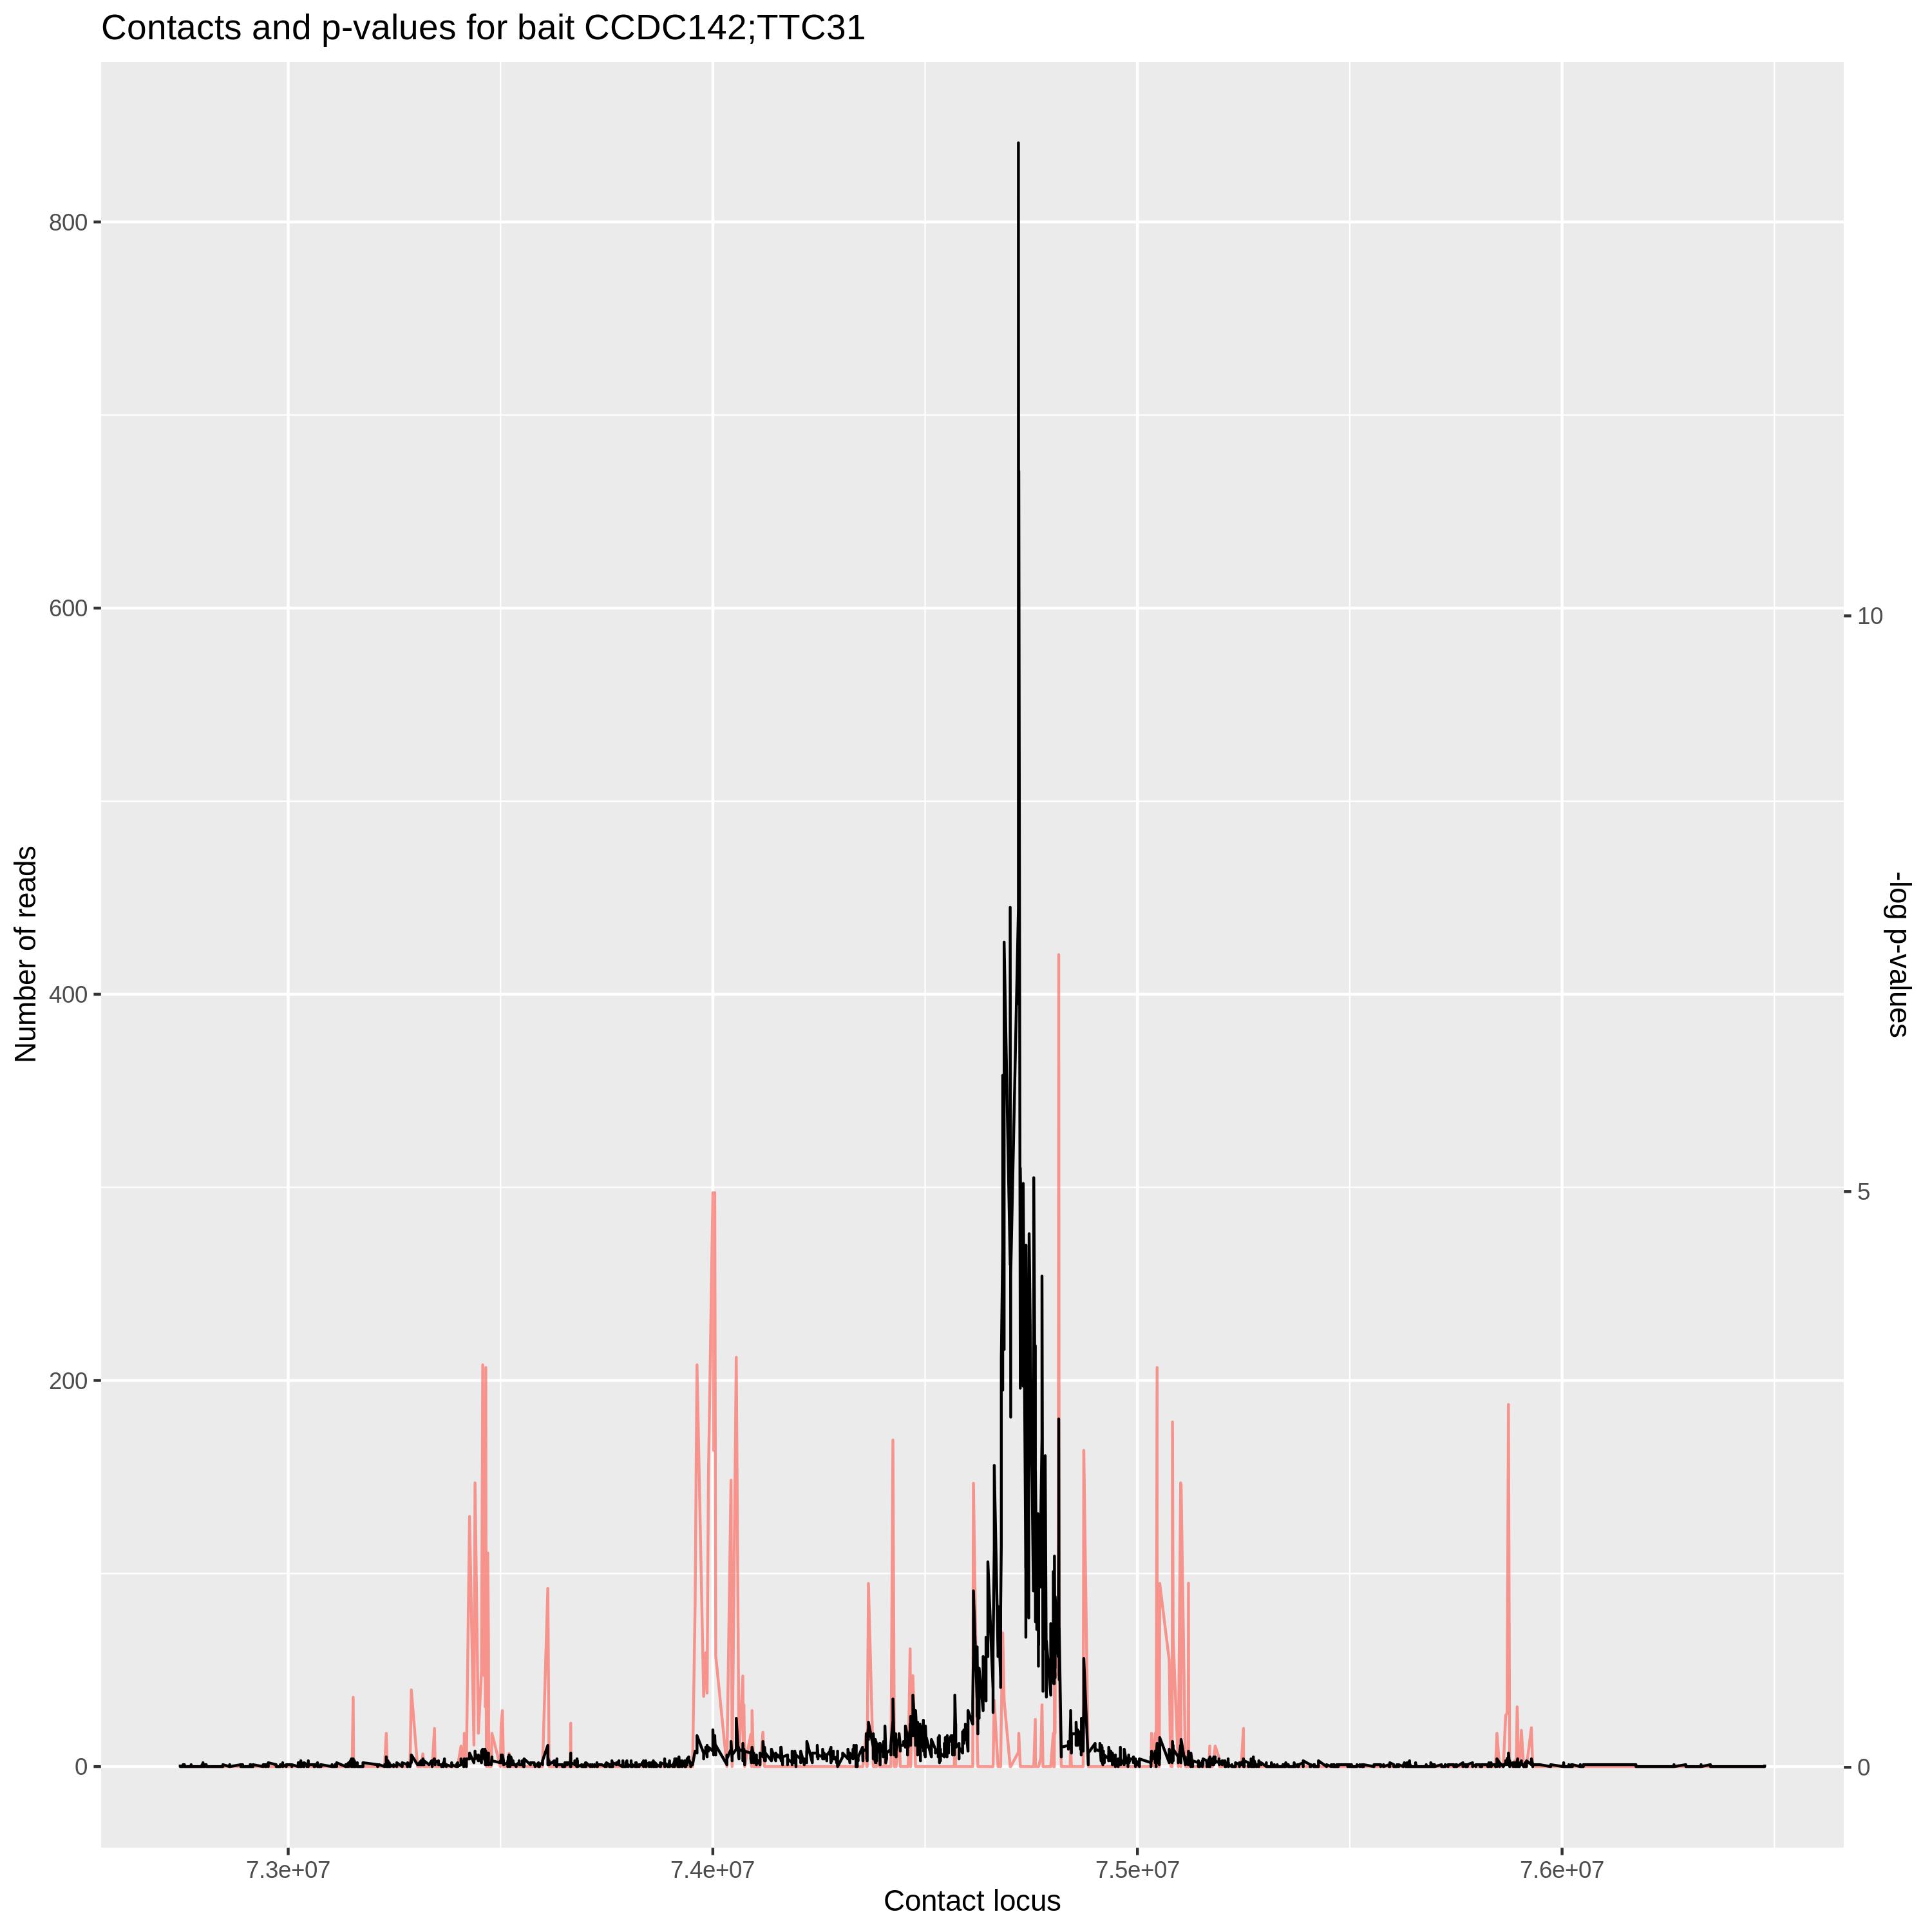 Contacts and p-values for bait CCDC142;TTC31
800
600
400
200
0
Number of reads
10
5
0
-log p-values
7.3e+07
7.4e+07
7.5e+07
7.6e+07
Contact locus